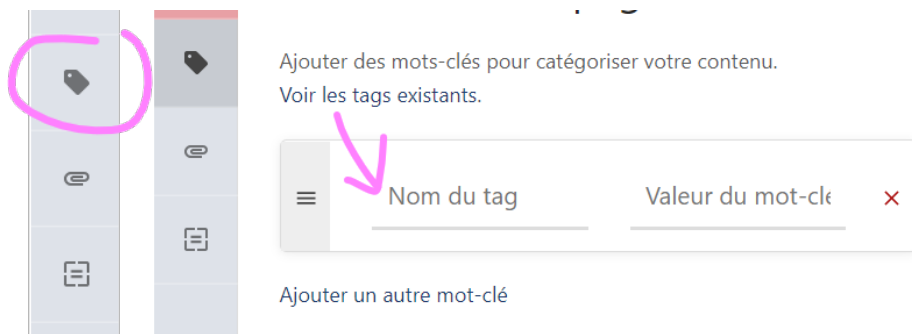 Ajouter des mots-clés pour catégoriser votre contenu.
Voir les tags existants.
Nom du tag
Valeur du mot-clé
Ajouter un autre mot-clé